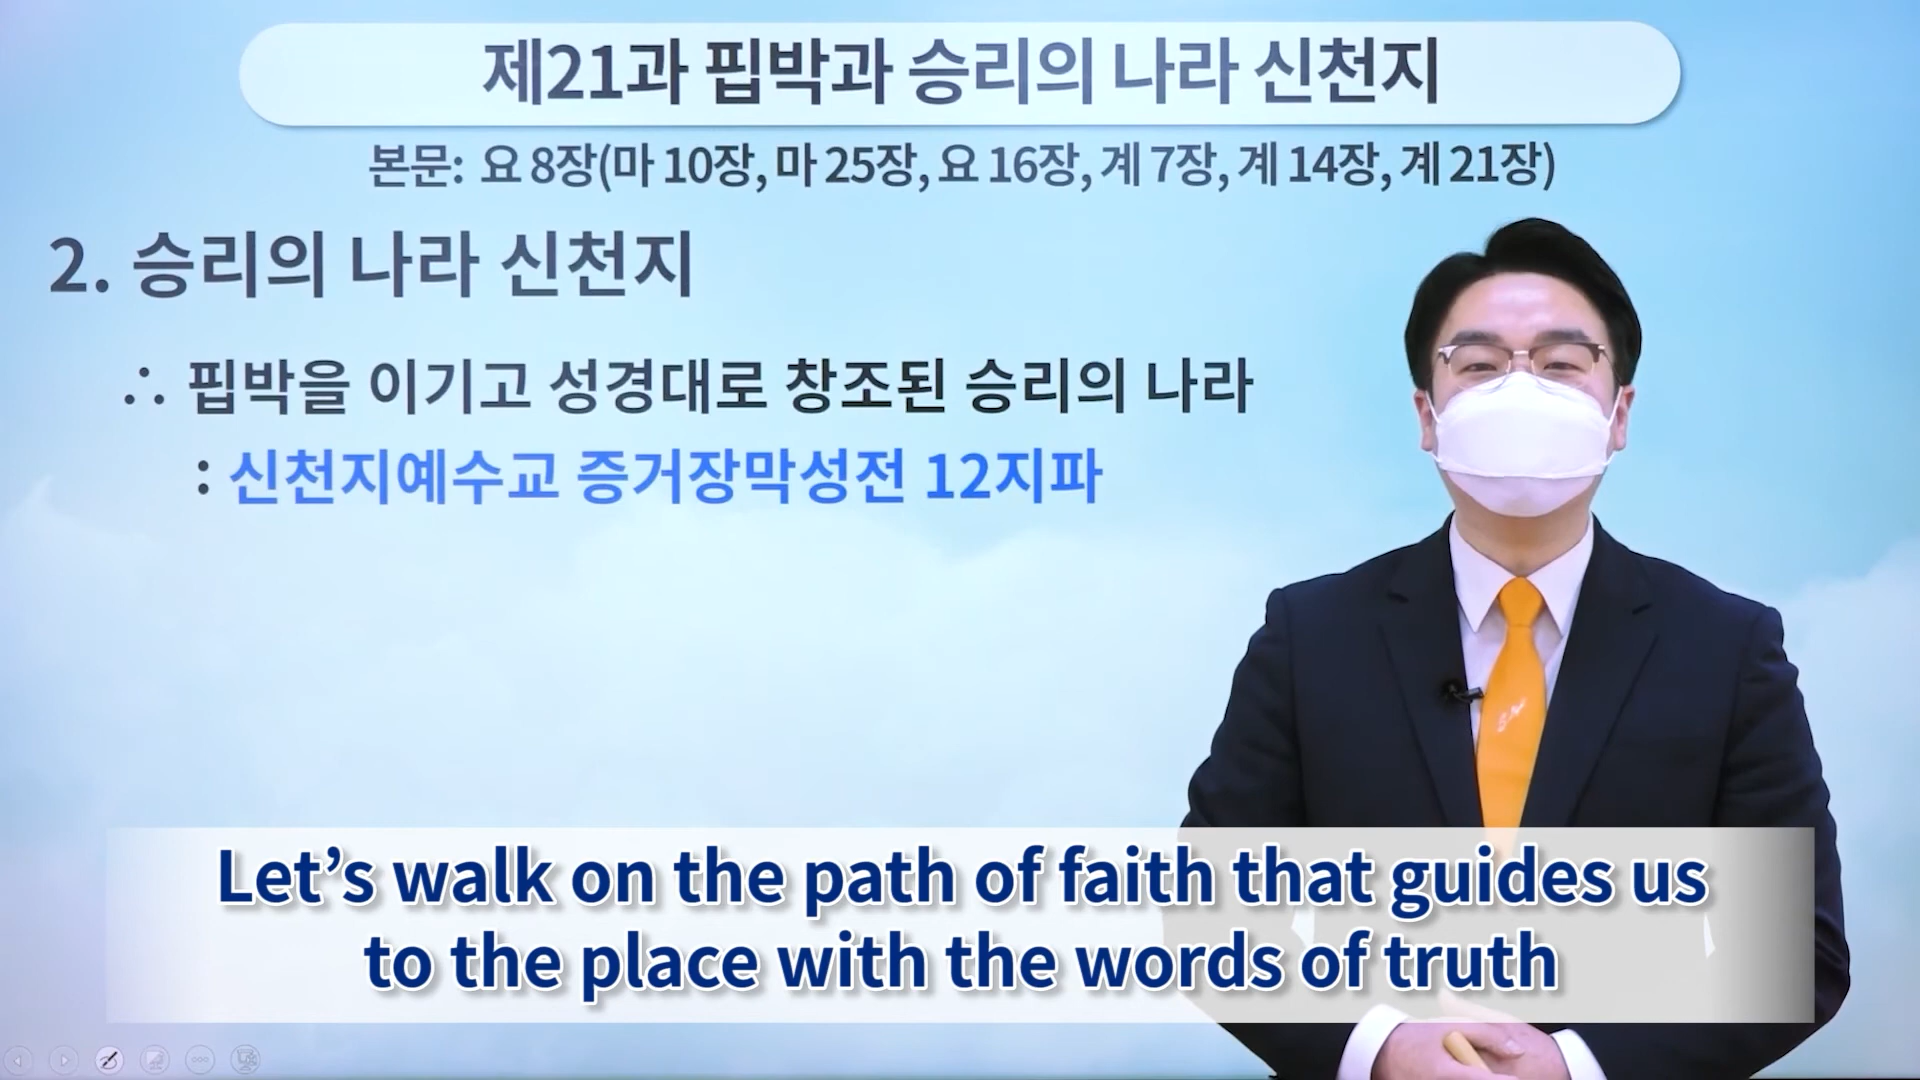 제21과 핍박과 승리의 나라 신천지
본문: 요 8장(마 10장, 마 25장, 요 16장, 계 7장, 계 14장, 계 21장)
2. 승리의 나라 신천지
∴ 핍박을 이기고 성경대로 창조된 승리의 나라
: 신천지예수교 증거장막성전 12지파
Let’s walk on the path of faith that guides us
to the place with the words of truth